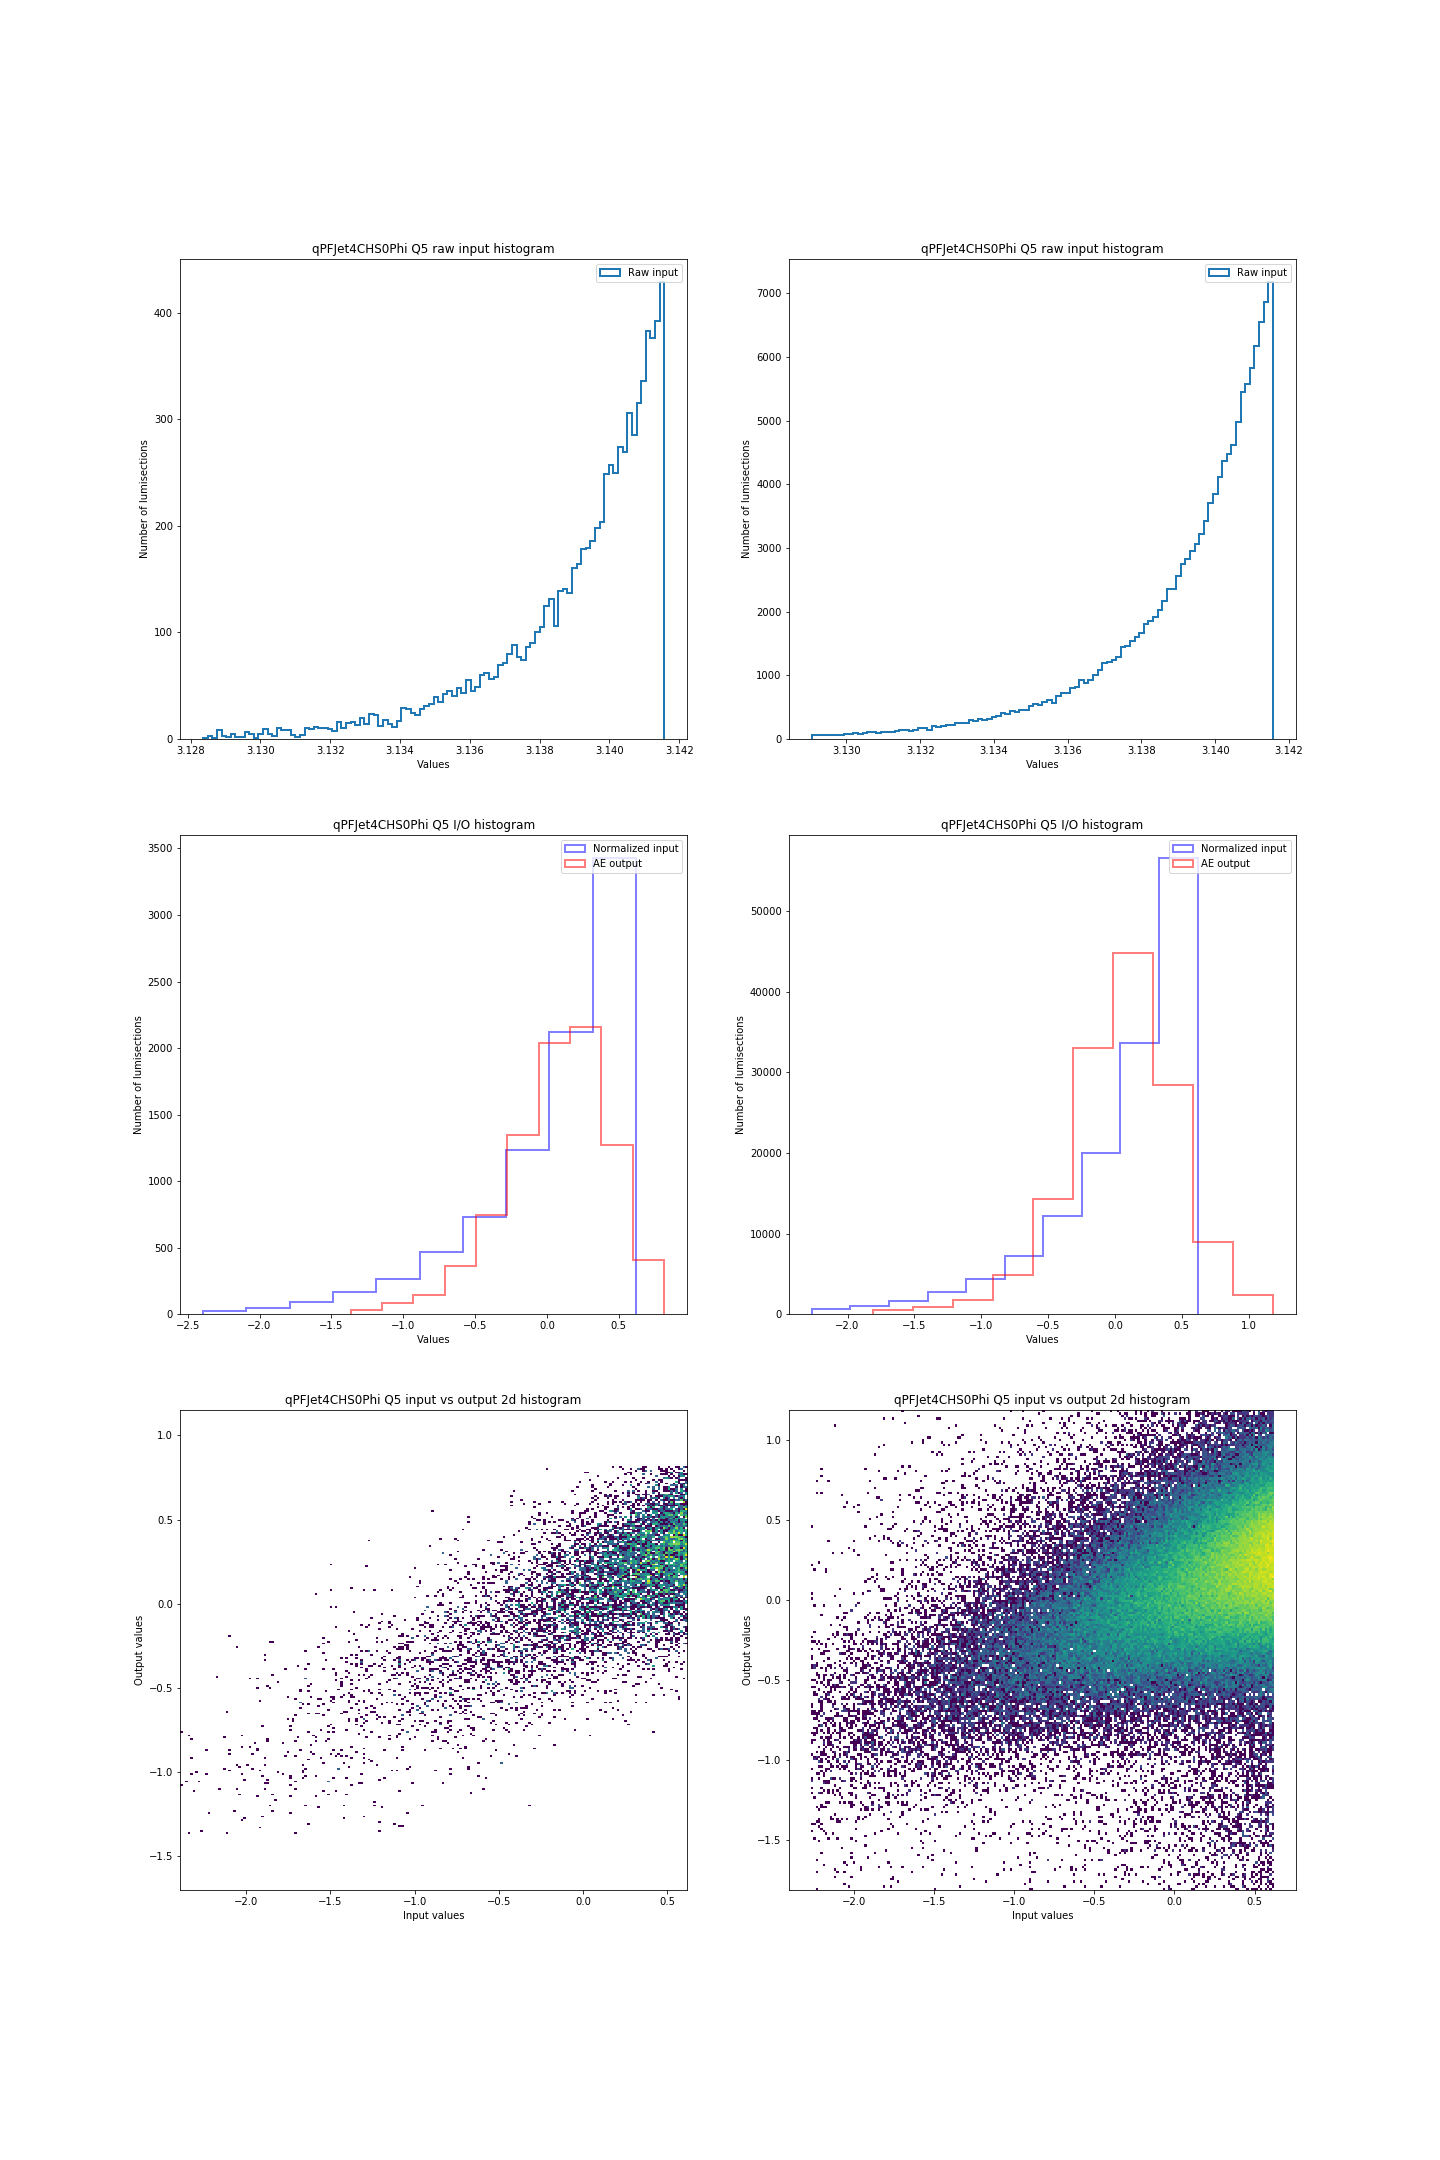 qPFJet4CHS0Phi Q5 raw input histogram
Raw input
400
300
200
100
0
Number of lumisections
3.128 3.130 3.132 3.134 3.136 3.138 3.140 3.142
Values
qPFJet4CHS0Phi Q5 raw input histogram
Raw input
7000
6000
5000
4000
3000
2000
1000
0
Number of lumisections
3.130 3.132 3.134 3.136 3.138 3.140 3.142
Values
qPFJet4CHS0Phi Q5 I/O histogram
Normalized input
AE output
3500
3000
2500
2000
1500
1000
500
0
Number of lumisections
−2.5 −2.0 −1.5 −1.0 −0.5 0.0 0.5
Values
qPFJet4CHS0Phi Q5 I/O histogram
Normalized input
AE output
50000
40000
30000
20000
10000
0
Number of lumisections
−2.0 −1.5 −1.0 −0.5 0.0 0.5 1.0
Values
qPFJet4CHS0Phi Q5 input vs output 2d histogram
1.0
0.5
0.0
−0.5
−1.0
−1.5
Output values
−2.0 −1.5 −1.0 −0.5 0.0 0.5
Input values
qPFJet4CHS0Phi Q5 input vs output 2d histogram
1.0
0.5
0.0
−0.5
−1.0
−1.5
Output values
−2.0 −1.5 −1.0 −0.5 0.0 0.5
Input values